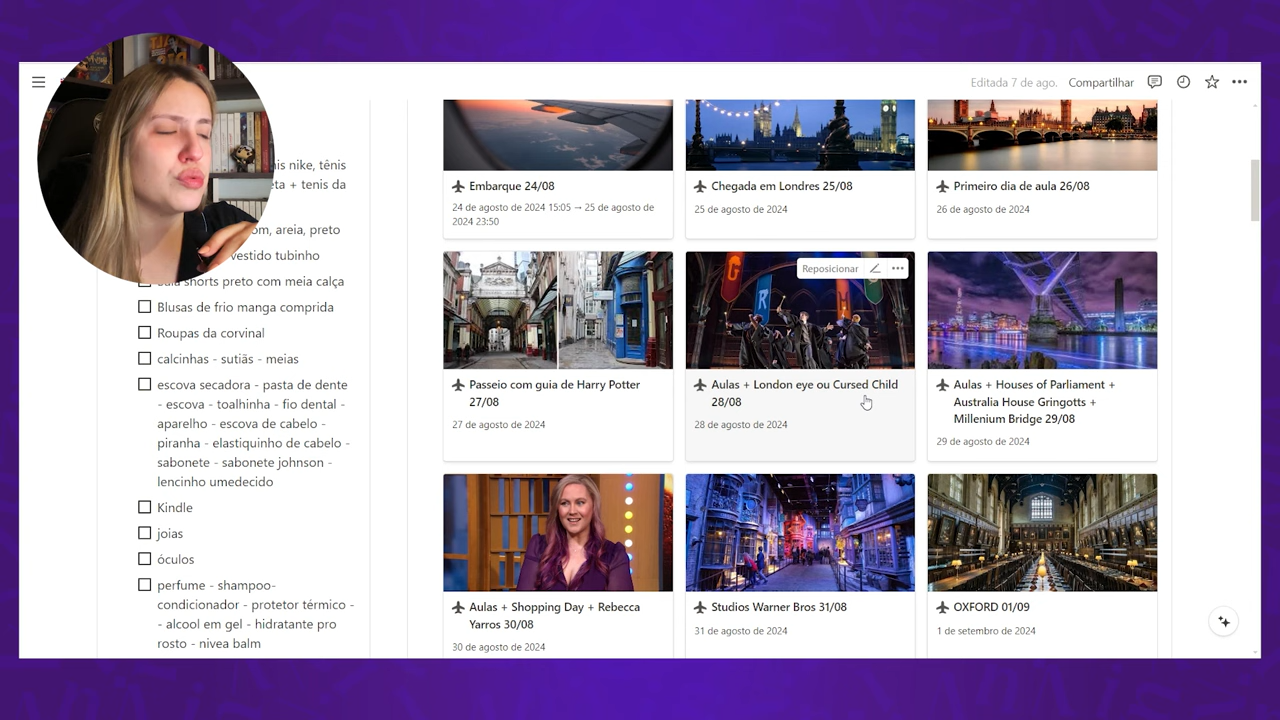 Editada 7 de ago.
Compartilhar
nike, tênis
+ tenis da
areia, preto
vestido tubinho
shorts preto com meia calça
Blusas de frio manga comprida
Roupas da corvinal
calcinhas - sutiãs - meias
escova secadora - pasta de dente
- escova - toalhinha - fio dental -
aparelho - escova de cabelo -
piranha - elastiquinho de cabelo -
sabonete - sabonete johnson -
lencinho umedecido
Kindle
joias
óculos
perfume - shampoo-
condicionador - protetor térmico -
- alcool em gel - hidratante pro
rosto - nivea balm
Embarque 24/08
24 de agosto de 2024 15:05 → 25 de agosto de
2024 23:50
Chegada em Londres 25/08
25 de agosto de 2024
Primeiro dia de aula 26/08
26 de agosto de 2024
Passeio com guia de Harry Potter
27/08
27 de agosto de 2024
Reposicionar
G
R
Aulas + London eye ou Cursed Child
28/08
28 de agosto de 2024
Aulas + Houses of Parliament +
Australia House Gringotts +
Millenium Bridge 29/08
29 de agosto de 2024
Aulas + Shopping Day + Rebecca
Yarros 30/08
30 de agosto de 2024
Studios Warner Bros 31/08
31 de agosto de 2024
OXFORD 01/09
1 de setembro de 2024